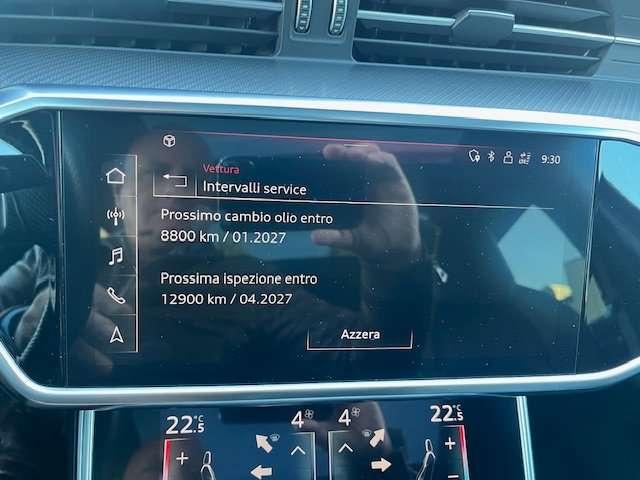 9:30
Vettura
Intervalli service
Prossimo cambio olio entro
8800 km / 01.2027
Prossima ispezione entro
12900 km / 04.2027
Azzera
22.5 °C 4 4 22.5 °C
+ +
−